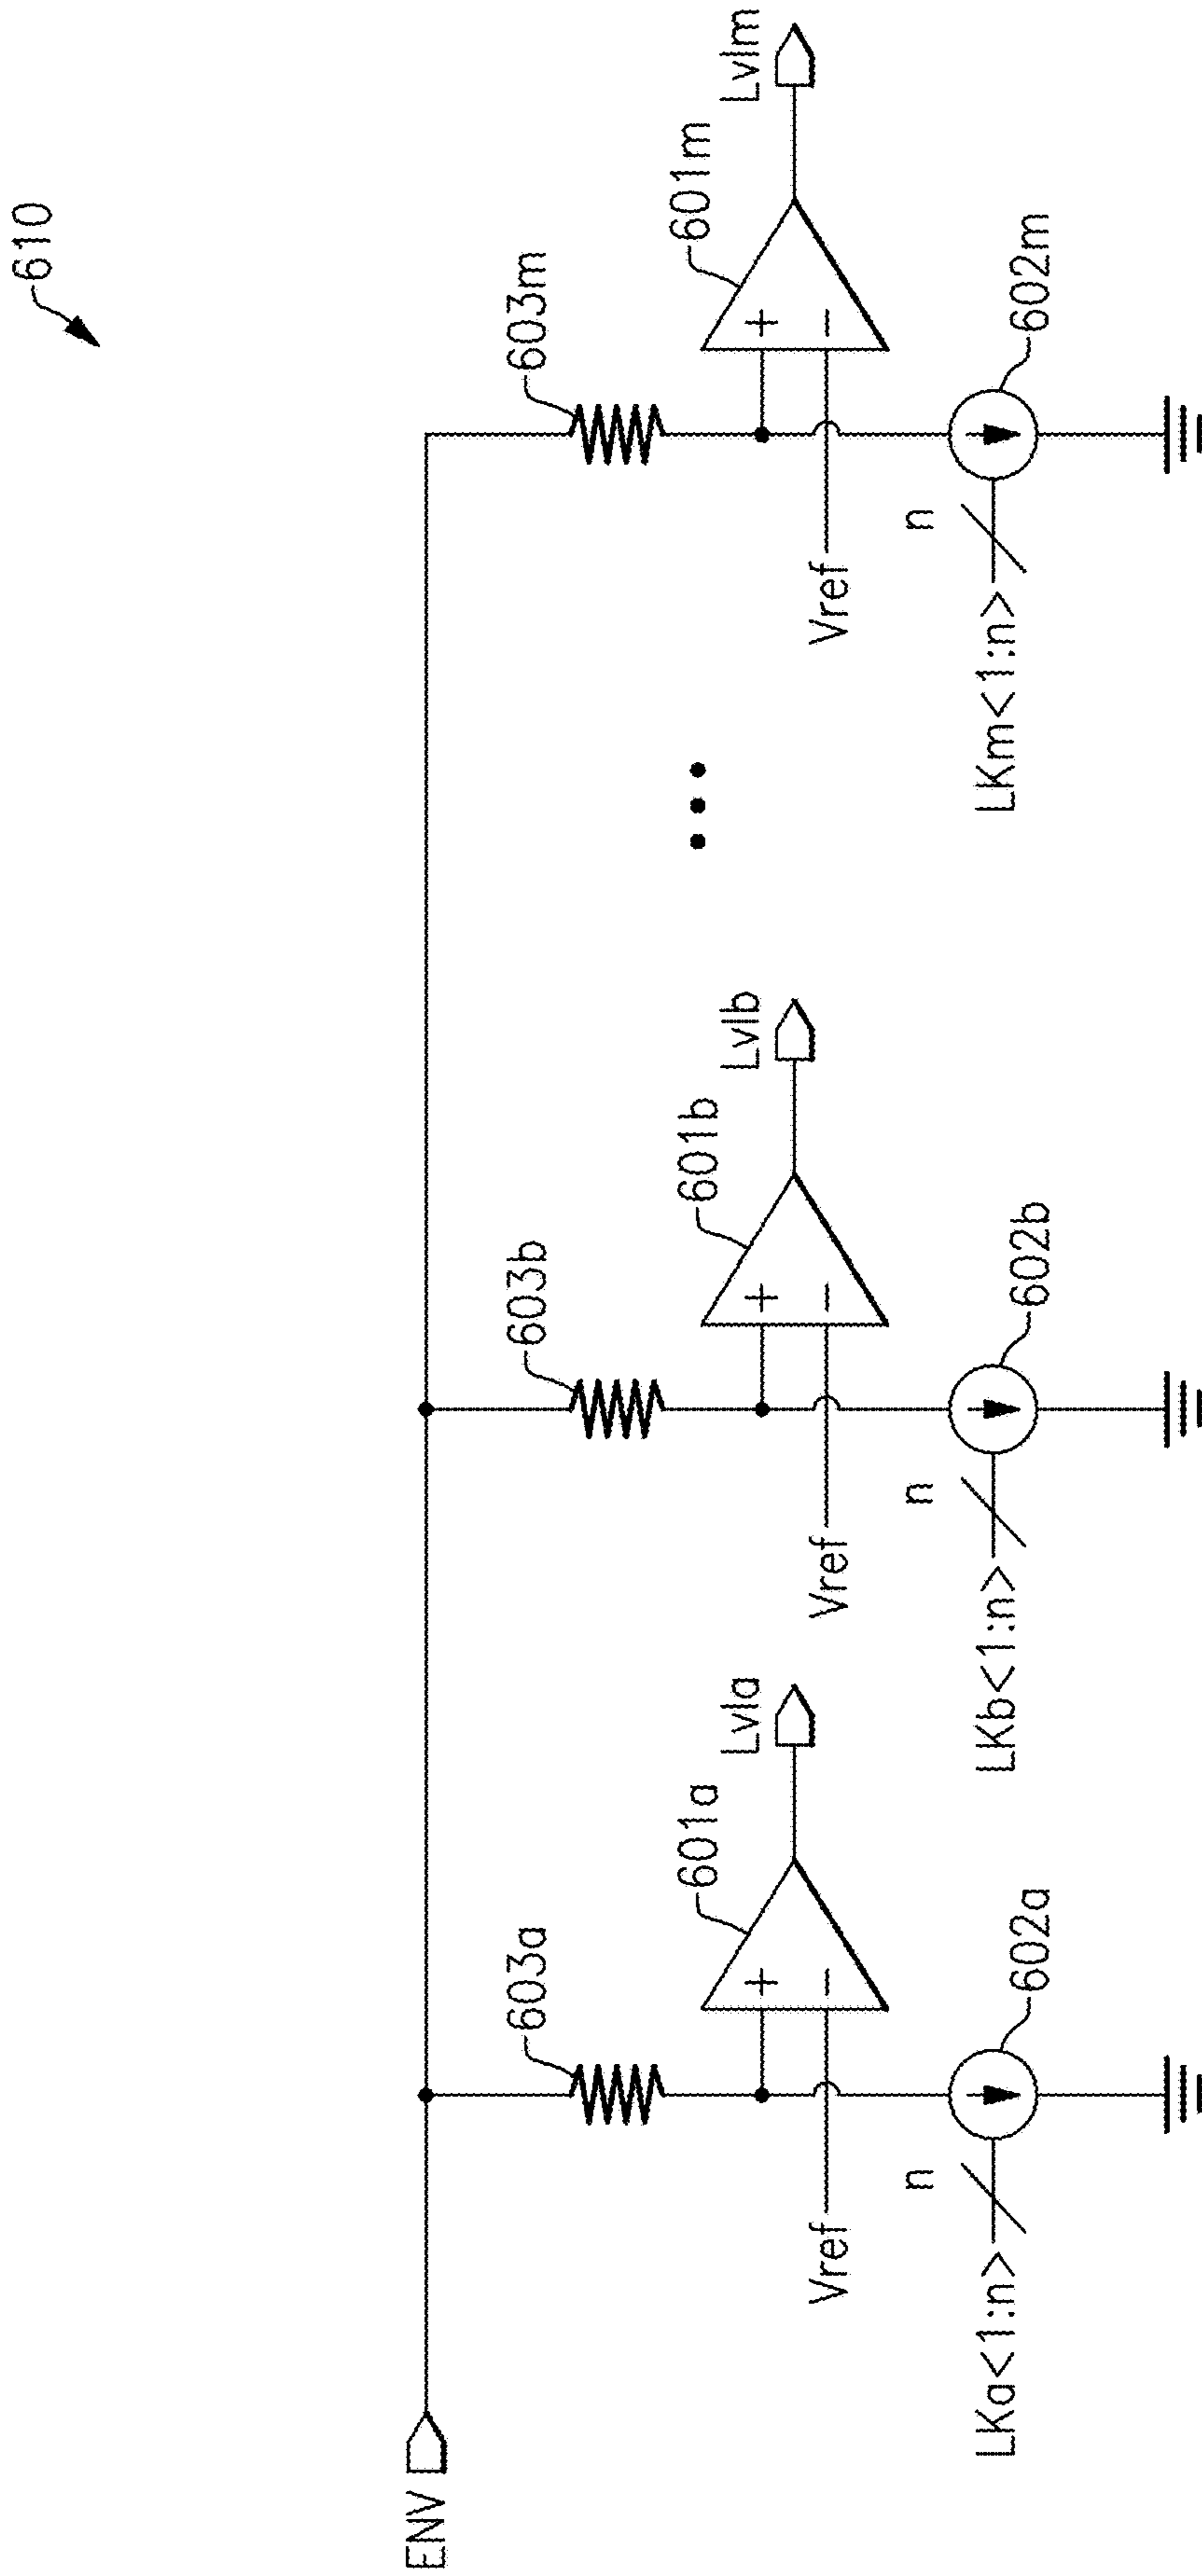 610
ENV
603a
603b
603m
601a
601b
601m
+
+
+
−
−
−
Lvla
Lvlb
Lvlm
Vref
Vref
Vref
n
n
n
602a
602b
602m
LKa<1:n>
LKb<1:n>
LKm<1:n>